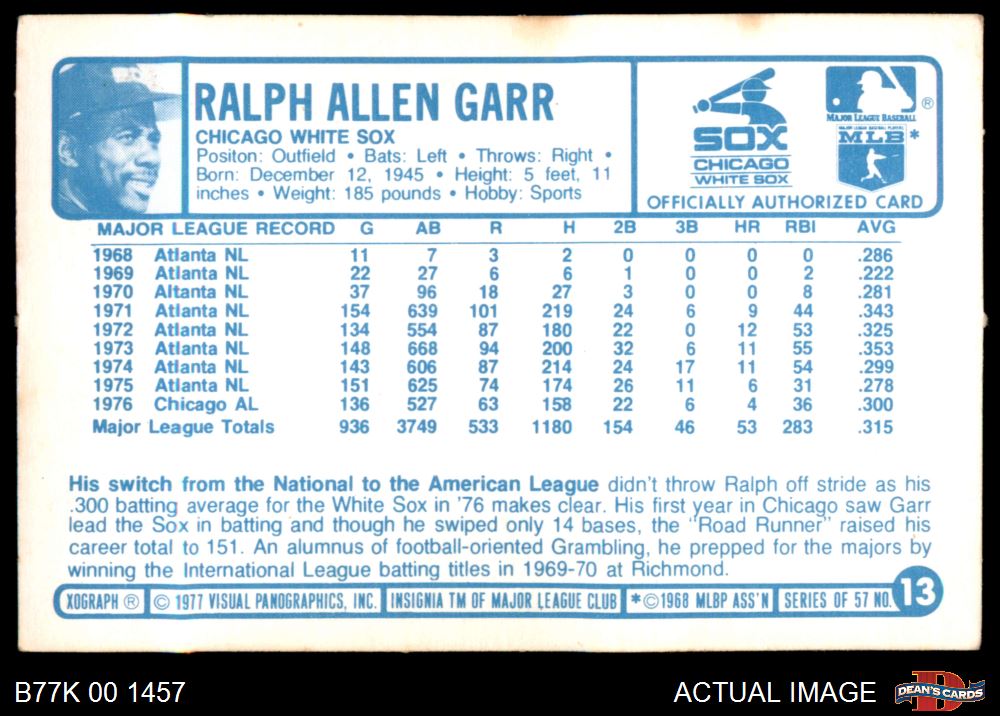 RALPH ALLEN GARR
CHICAGO WHITE SOX
Positon: Outfield • Bats: Left • Throws: Right •
Born: December 12, 1945 • Height: 5 feet, 11
inches • Weight: 185 pounds • Hobby: Sports
SOX
CHICAGO
WHITE SOX
®
MAJOR LEAGUE BASEBALL
MAJOR LEAGUE BASEBALL PLAYERS
MLB *
OFFICIALLY AUTHORIZED CARD
MAJOR LEAGUE RECORD G AB R H 2B 3B HR RBI AVG
1968 Atlanta NL 11 7 3 2 0 0 0 0 .286
1969 Atlanta NL 22 27 6 6 1 0 0 2 .222
1970 Altanta NL 37 96 18 27 3 0 0 8 .281
1971 Atlanta NL 154 639 101 219 24 6 9 44 .343
1972 Atlanta NL 134 554 87 180 22 0 12 53 .325
1973 Atlanta NL 148 668 94 200 32 6 11 55 .353
1974 Atlanta NL 143 606 87 214 24 17 11 54 .299
1975 Atlanta NL 151 625 74 174 26 11 6 31 .278
1976 Chicago AL 136 527 63 158 22 6 4 36 .300
Major League Totals 936 3749 533 1180 154 46 53 283 .315
His switch from the National to the American League didn't throw Ralph off stride as his
.300 batting average for the White Sox in '76 makes clear. His first year in Chicago saw Garr
lead the Sox in batting and though he swiped only 14 bases, the "Road Runner" raised his
career total to 151. An alumnus of football-oriented Grambling, he prepped for the majors by
winning the International League batting titles in 1969-70 at Richmond.
XOGRAPH ® © 1977 VISUAL PANOGRAPHICS, INC. INSIGNIA TM OF MAJOR LEAGUE CLUB *©1968 MLBP ASS'N SERIES OF 57 NO. 13
B77K 00 1457
ACTUAL IMAGE
D
DEAN'S CARDS